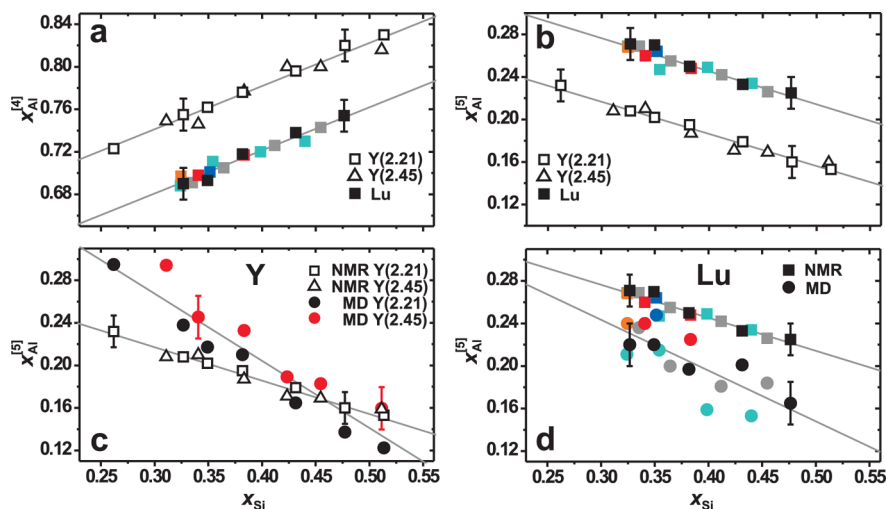 a
x[4]Al
0.84
0.80
0.76
0.72
0.68
Y(2.21)
Y(2.45)
Lu
b
x[5]Al
0.28
0.24
0.20
0.16
Y(2.21)
Y(2.45)
Lu
c
Y
x[5]Al
0.28
0.24
0.20
0.16
0.12
NMR Y(2.21)
NMR Y(2.45)
MD Y(2.21)
MD Y(2.45)
0.25 0.30 0.35 0.40 0.45 0.50 0.55
xSi
d
Lu
x[5]Al
0.28
0.24
0.20
0.16
0.12
NMR
MD
0.25 0.30 0.35 0.40 0.45 0.50 0.55
xSi